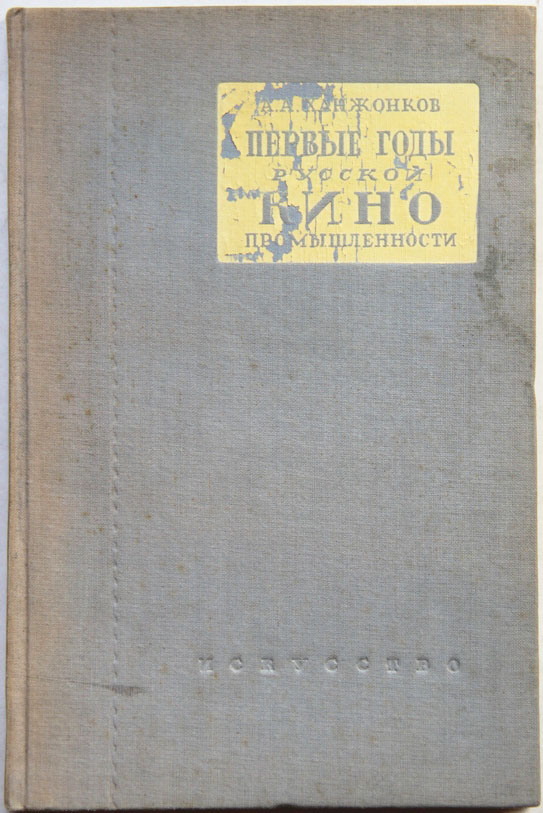 А.А.ХАНЖОНКОВ
ПЕРВЫЕ ГОДЫ
РУССКОЙ
КИНО
ПРОМЫШЛЕННОСТИ
ИСКУССТВО